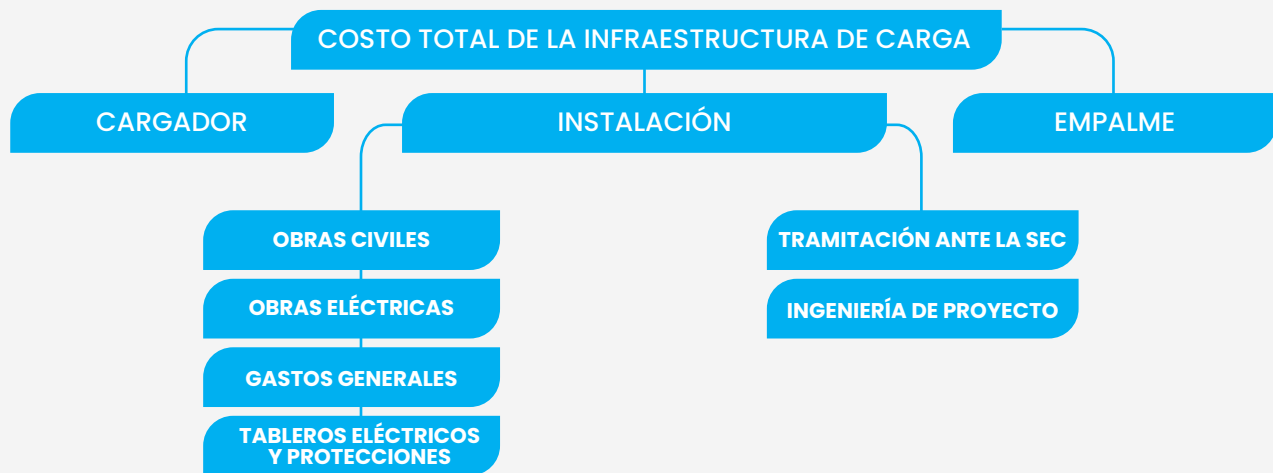 COSTO TOTAL DE LA INFRAESTRUCTURA DE CARGA
CARGADOR
INSTALACIÓN
EMPALME
OBRAS CIVILES
OBRAS ELÉCTRICAS
GASTOS GENERALES
TABLEROS ELÉCTRICOS
Y PROTECCIONES
TRAMITACIÓN ANTE LA SEC
INGENIERÍA DE PROYECTO